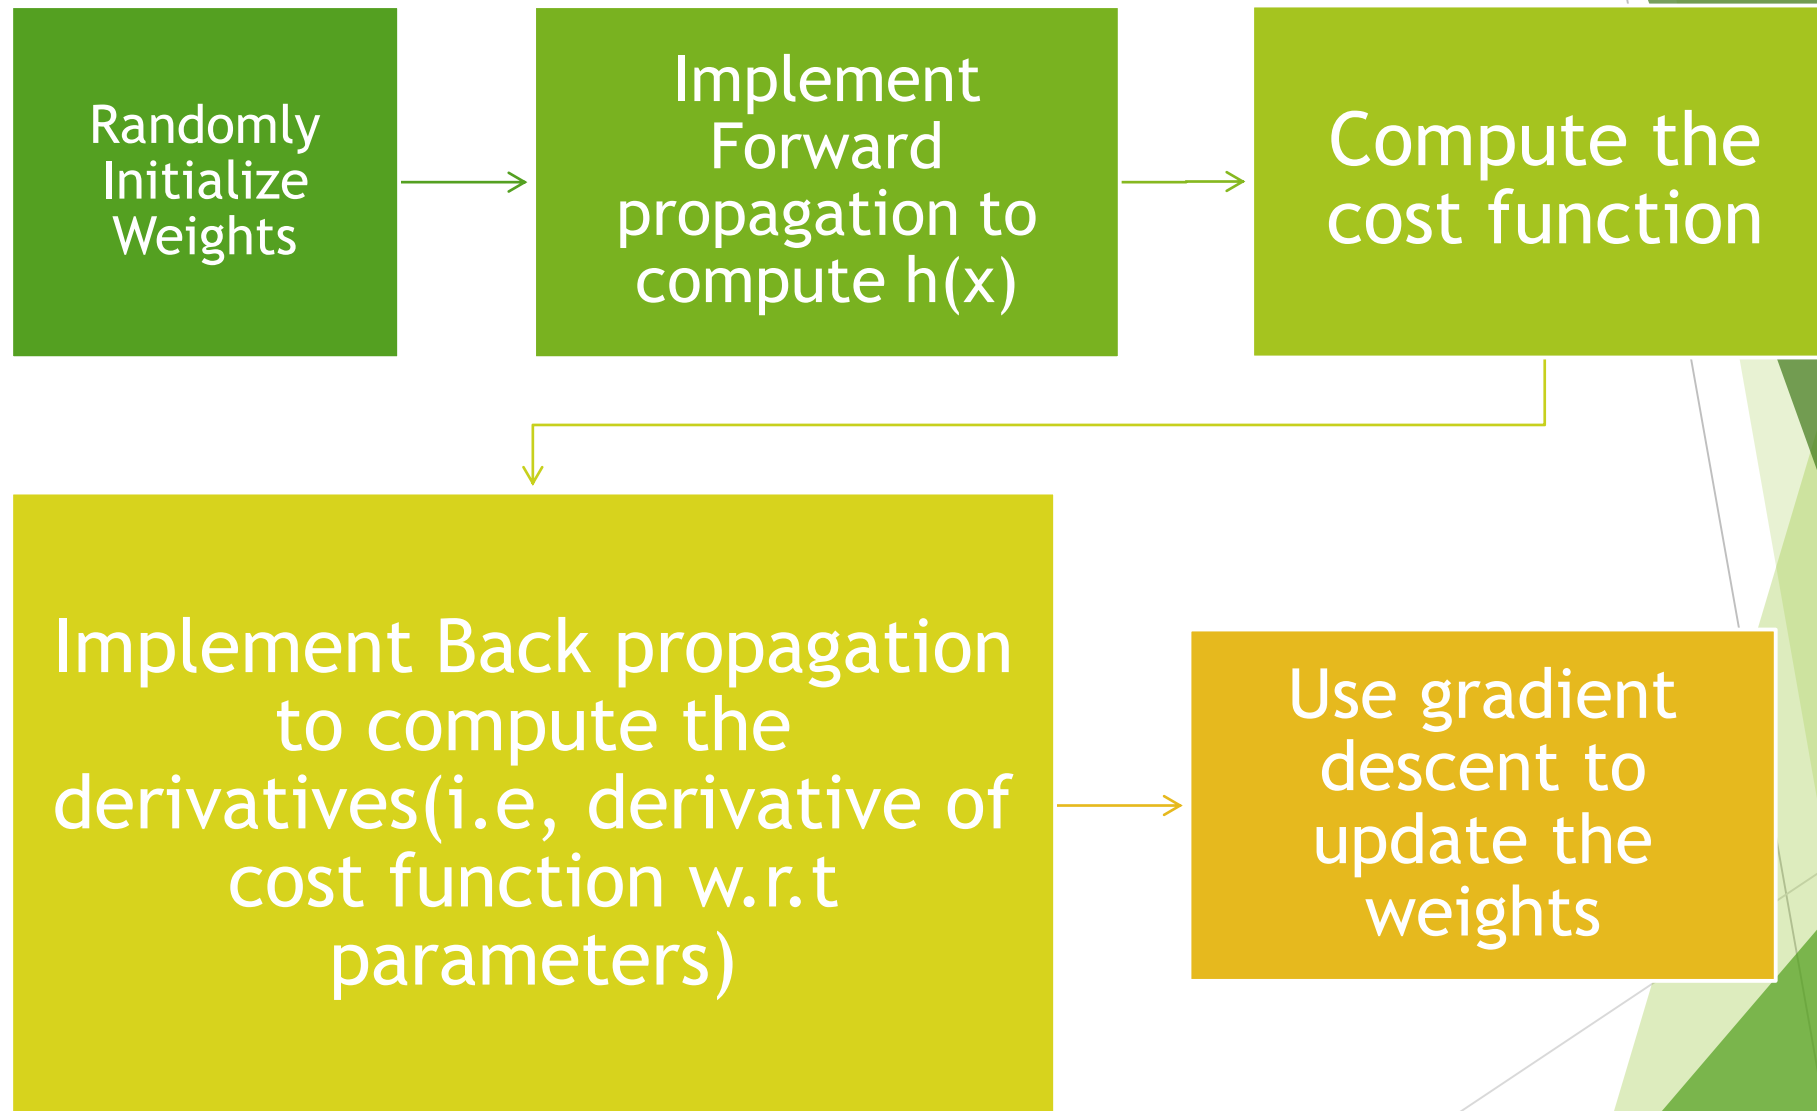 Randomly
Initialize
Weights
Implement
Forward
propagation to
compute h(x)
Compute the
cost function
Implement Back propagation
to compute the
derivatives(i.e, derivative of
cost function w.r.t
parameters)
Use gradient
descent to
update the
weights